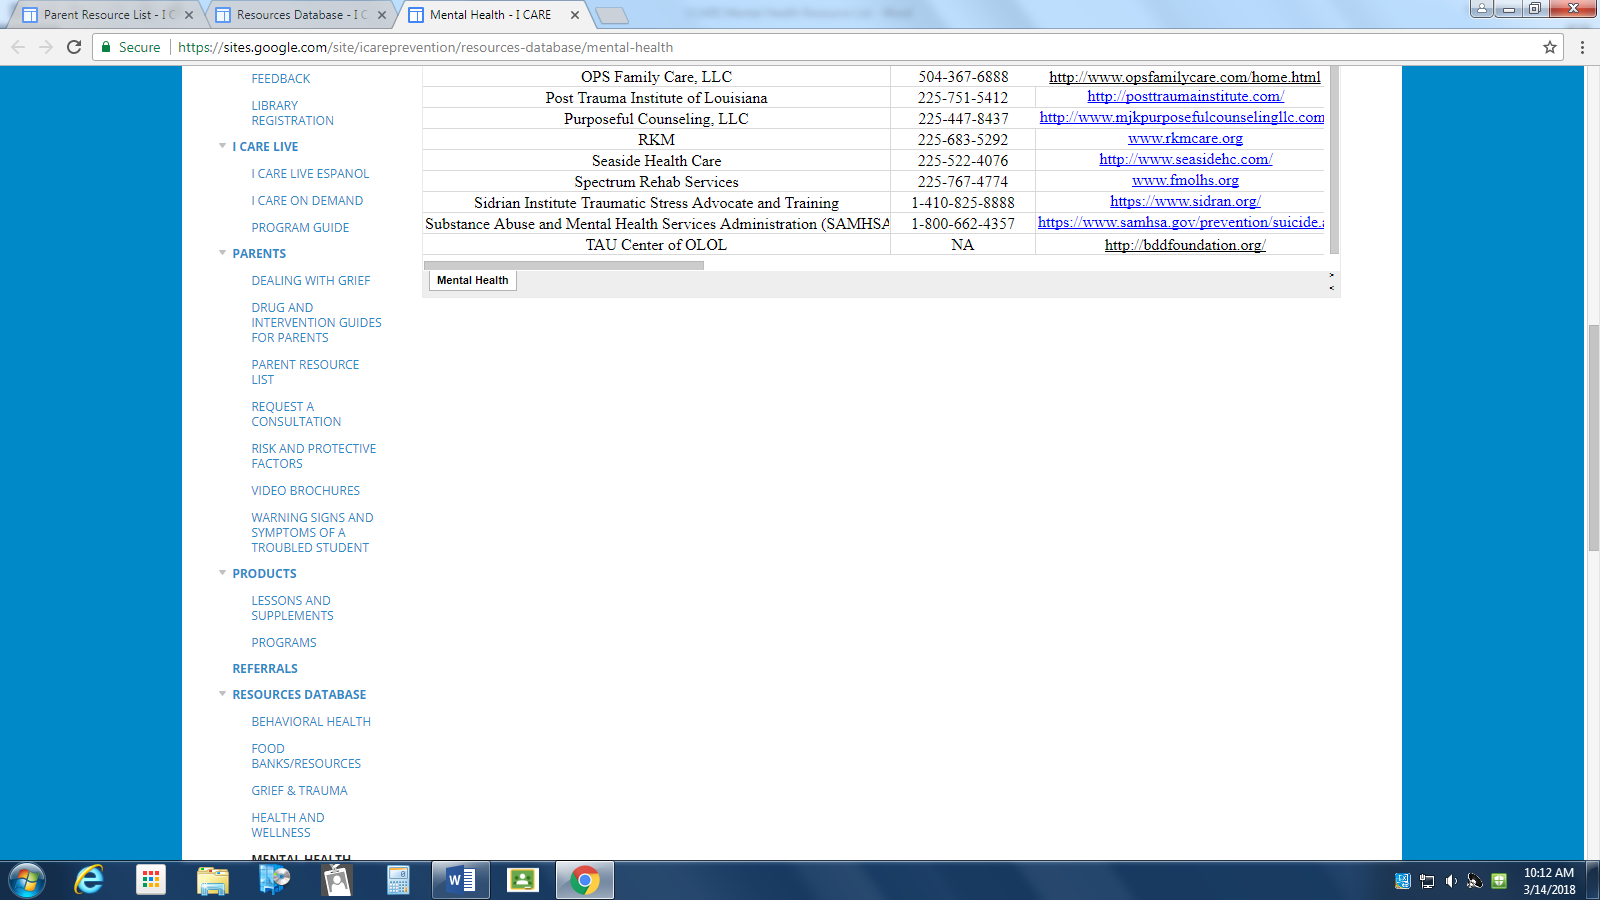 Parent Resource List - I C
Resources Database - I C
Mental Health - I CARE
Secure
https://sites.google.com/site/icareprevention/resources-database/mental-health
FEEDBACK
LIBRARY
REGISTRATION
I CARE LIVE
I CARE LIVE ESPANOL
I CARE ON DEMAND
PROGRAM GUIDE
PARENTS
DEALING WITH GRIEF
DRUG AND
INTERVENTION GUIDES
FOR PARENTS
PARENT RESOURCE
LIST
REQUEST A
CONSULTATION
RISK AND PROTECTIVE
FACTORS
VIDEO BROCHURES
WARNING SIGNS AND
SYMPTOMS OF A
TROUBLED STUDENT
PRODUCTS
LESSONS AND
SUPPLEMENTS
PROGRAMS
REFERRALS
RESOURCES DATABASE
BEHAVIORAL HEALTH
FOOD
BANKS/RESOURCES
GRIEF & TRAUMA
HEALTH AND
WELLNESS
MENTAL HEALTH
OPS Family Care, LLC 504-367-6888 http://www.opsfamilycare.com/home.html
Post Trauma Institute of Louisiana 225-751-5412 http://posttraumainstitute.com/
Purposeful Counseling, LLC 225-447-8437 http://www.mjkpurposefulcounselingllc.com
RKM 225-683-5292 www.rkmcare.org
Seaside Health Care 225-522-4076 http://www.seasidehc.com/
Spectrum Rehab Services 225-767-4774 www.fmolhs.org
Sidrian Institute Traumatic Stress Advocate and Training 1-410-825-8888 https://www.sidran.org/
Substance Abuse and Mental Health Services Administration (SAMHSA 1-800-662-4357 https://www.samhsa.gov/prevention/suicide.a
TAU Center of OLOL NA http://bddfoundation.org/
Mental Health
10:12 AM
3/14/2018